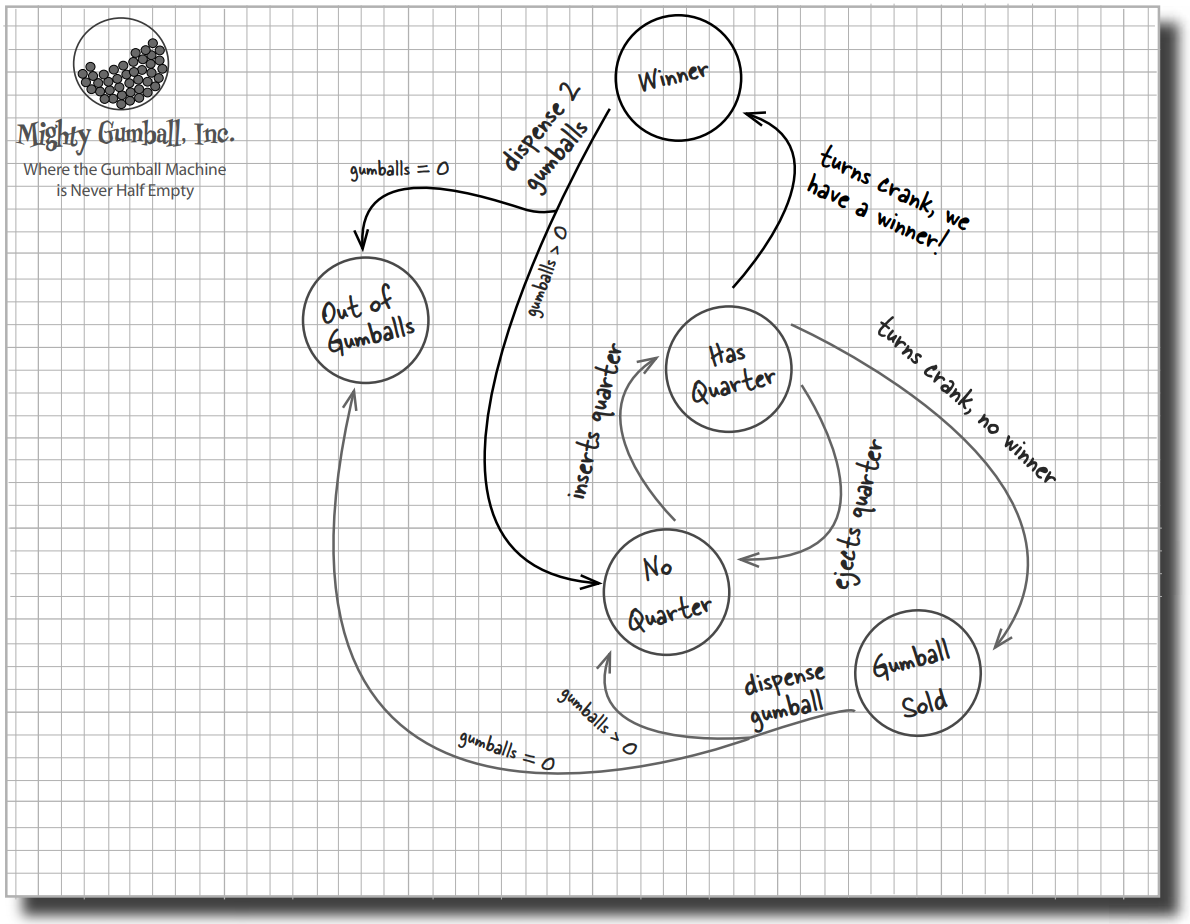 Mighty Gumball, Inc.
Where the Gumball Machine
is Never Half Empty
Winner
dispense 2
gumballs
gumballs = 0
gumballs > 0
turns crank, we
have a winner!
Out of
Gumballs
Has
Quarter
inserts quarter
turns crank, no winner
ejects quarter
No
Quarter
Gumball
Sold
dispense
gumball
gumballs > 0
gumballs = 0